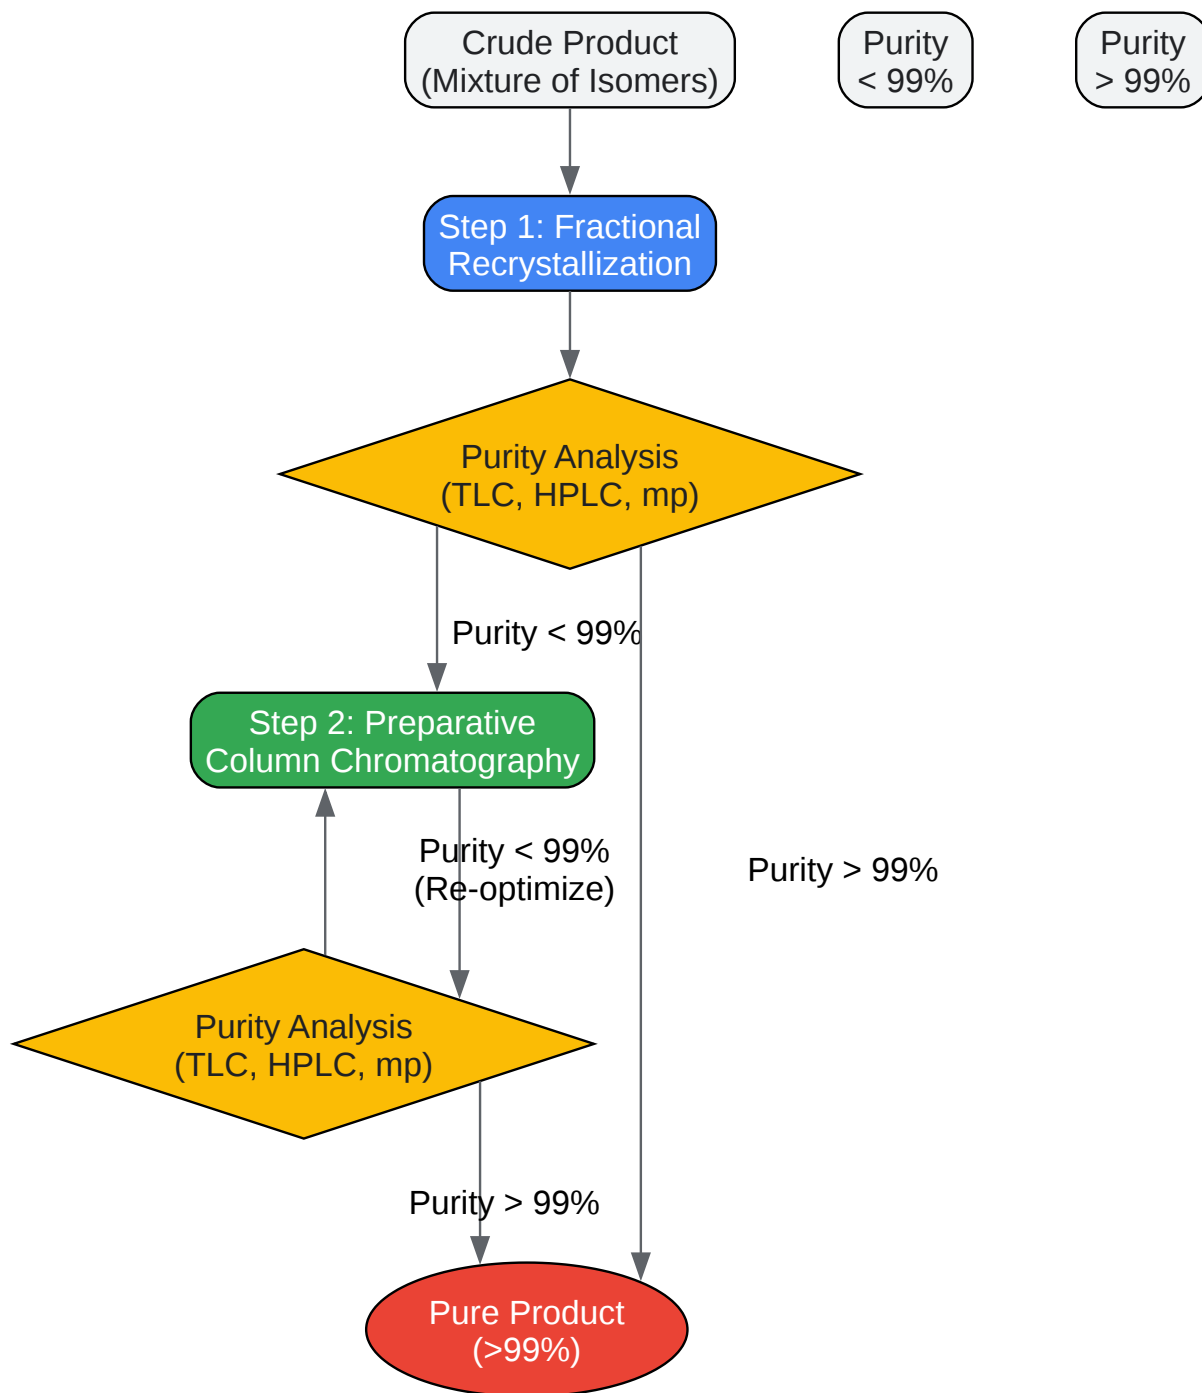 Crude Product
(Mixture of Isomers)
Purity
< 99%
Purity
> 99%
Step 1: Fractional
Recrystallization
Purity Analysis
(TLC, HPLC, mp)
Purity < 99%
Step 2: Preparative
Column Chromatography
Purity < 99%
(Re-optimize)
Purity > 99%
Purity Analysis
(TLC, HPLC, mp)
Purity > 99%
Pure Product
(>99%)